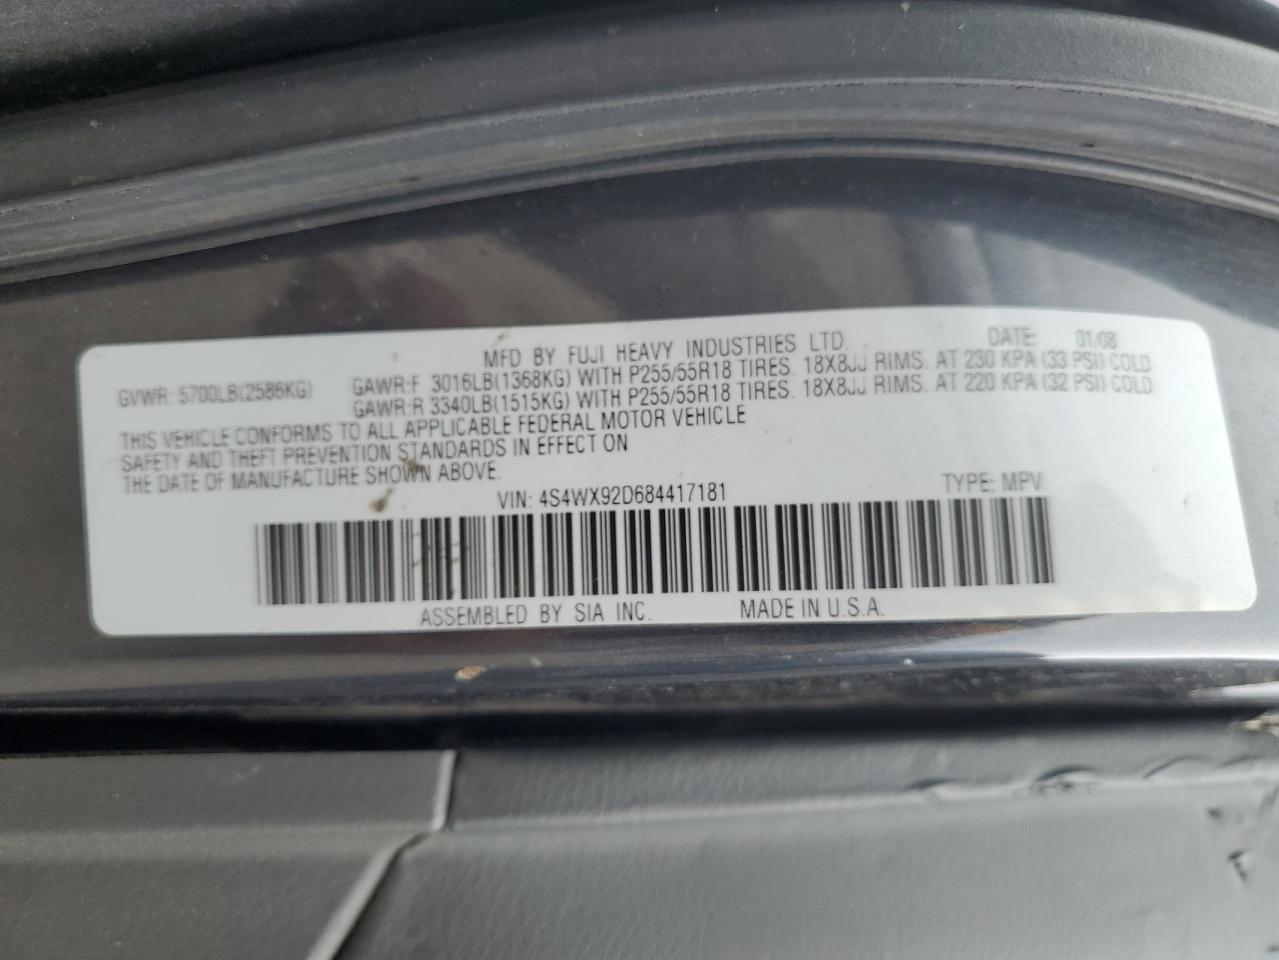 MFD BY FUJI HEAVY INDUSTRIES LTD. DATE: 01/08
GVWR: 5700LB(2586KG) GAWR:F 3016LB(1368KG) WITH P255/55R18 TIRES. 18X8JJ RIMS. AT 230 KPA (33 PSI) COLD
GAWR:R 3340LB(1515KG) WITH P255/55R18 TIRES. 18X8JJ RIMS. AT 220 KPA (32 PSI) COLD
THIS VEHICLE CONFORMS TO ALL APPLICABLE FEDERAL MOTOR VEHICLE
SAFETY AND THEFT PREVENTION STANDARDS IN EFFECT ON
THE DATE OF MANUFACTURE SHOWN ABOVE.
VIN: 4S4WX92D684417181 TYPE: MPV
ASSEMBLED BY SIA INC. MADE IN U.S.A.